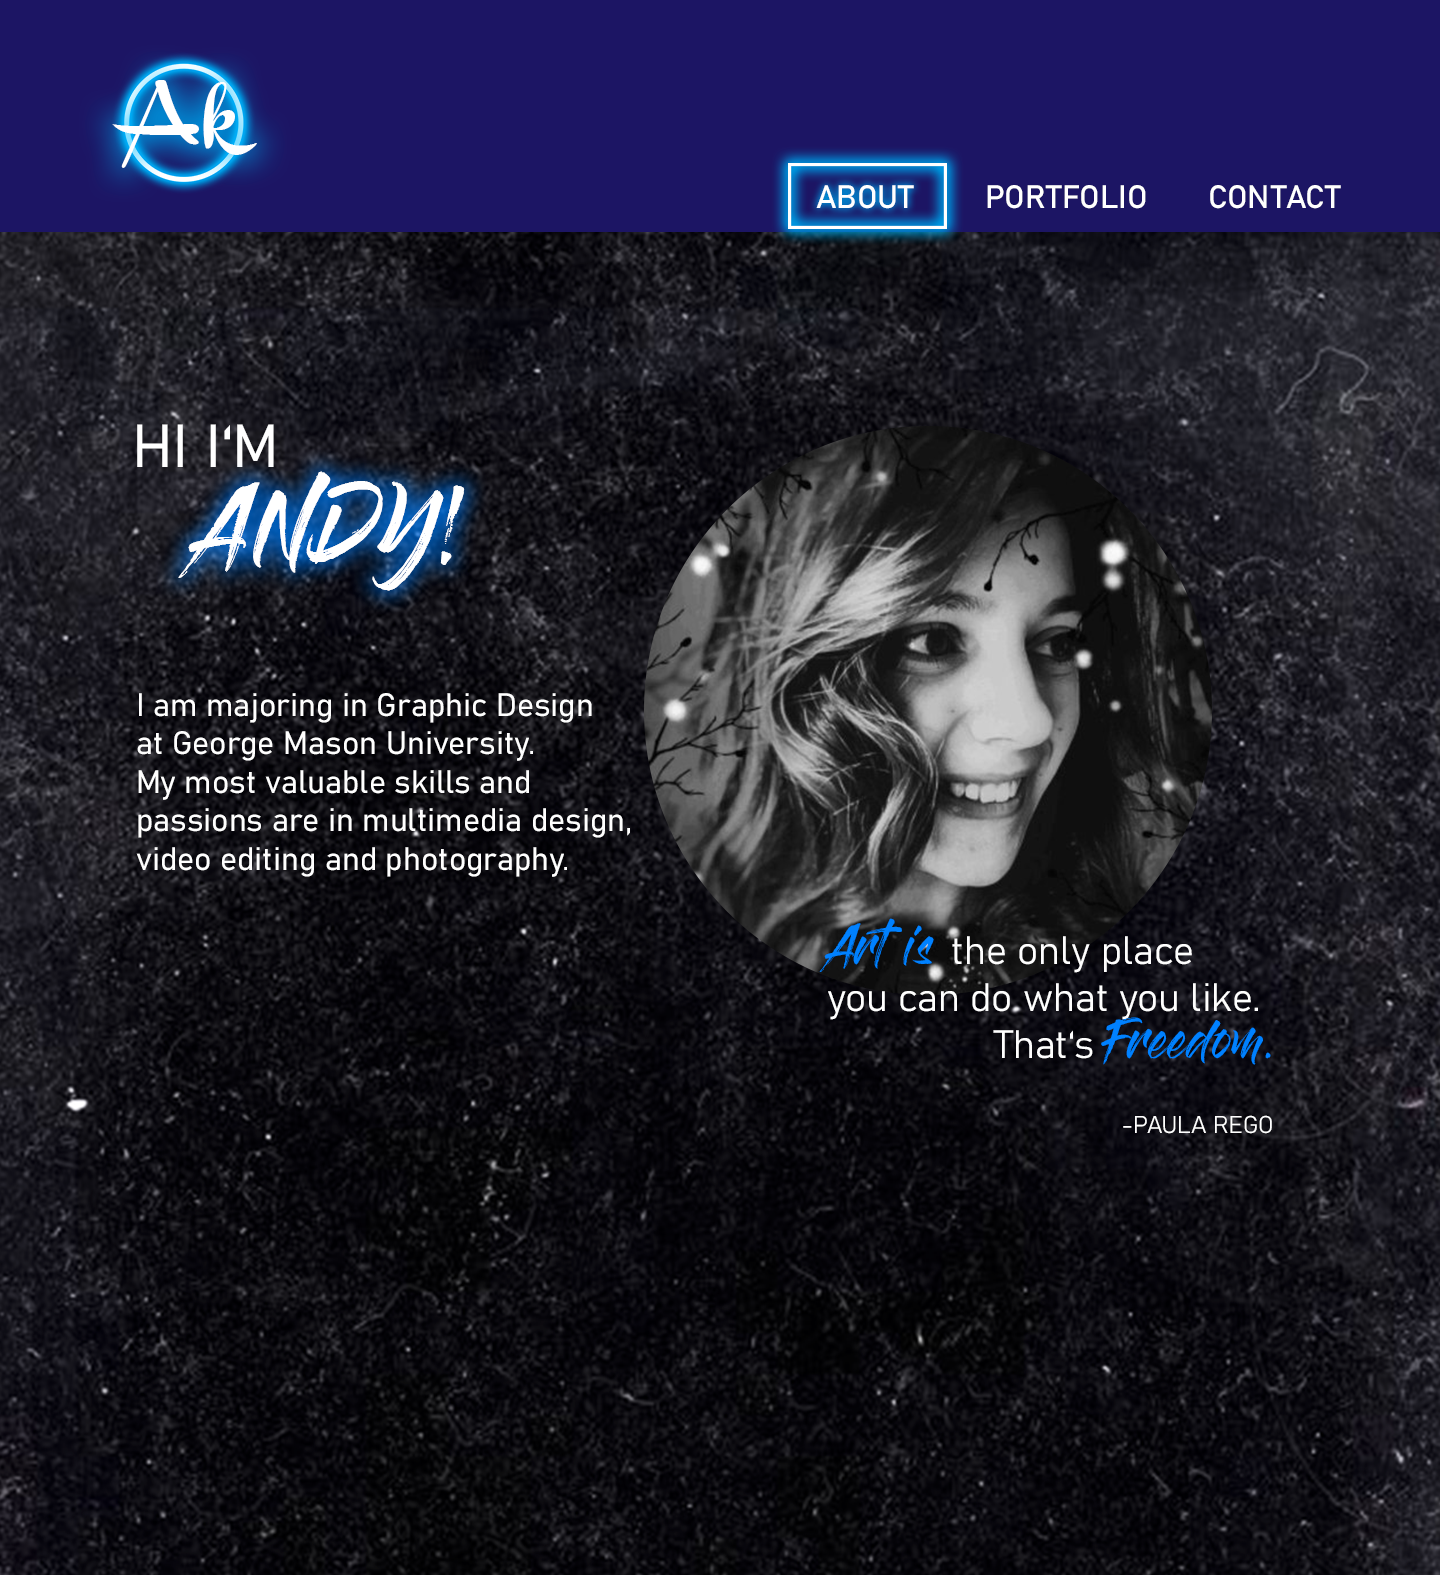 Ak
ABOUT PORTFOLIO CONTACT
HI I‘M
ANDY!
I am majoring in Graphic Design
at George Mason University.
My most valuable skills and
passions are in multimedia design,
video editing and photography.
Art is the only place
you can do what you like.
That‘s Freedom.
-PAULA REGO